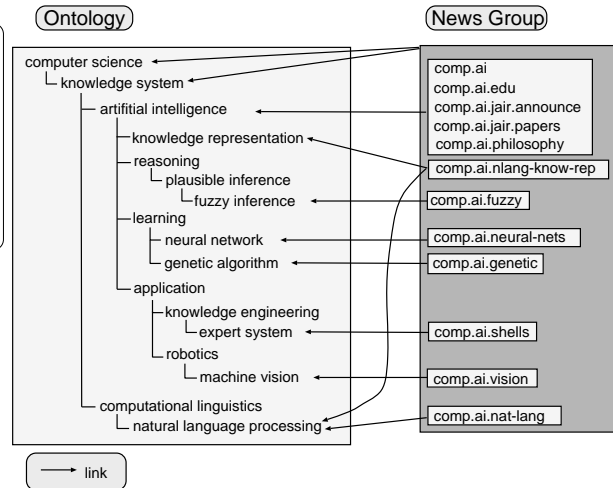 Ontology
computer science
knowledge system
artifitial intelligence
knowledge representation
reasoning
plausible inference
fuzzy inference
learning
neural network
genetic algorithm
application
knowledge engineering
expert system
robotics
machine vision
computational linguistics
natural language processing
link
News Group
comp.ai
comp.ai.edu
comp.ai.jair.announce
comp.ai.jair.papers
comp.ai.philosophy
comp.ai.nlang-know-rep
comp.ai.fuzzy
comp.ai.neural-nets
comp.ai.genetic
comp.ai.shells
comp.ai.vision
comp.ai.nat-lang